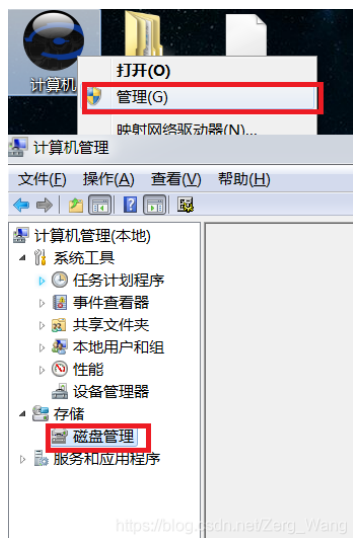 计算机
打开(O)
管理(G)
映射网络驱动器(N)...
计算机管理
文件(F) 操作(A) 查看(V) 帮助(H)
计算机管理(本地)
系统工具
任务计划程序
事件查看器
共享文件夹
本地用户和组
性能
设备管理器
存储
磁盘管理
服务和应用程序
https://blog.csdn.net/Zerg_Wang